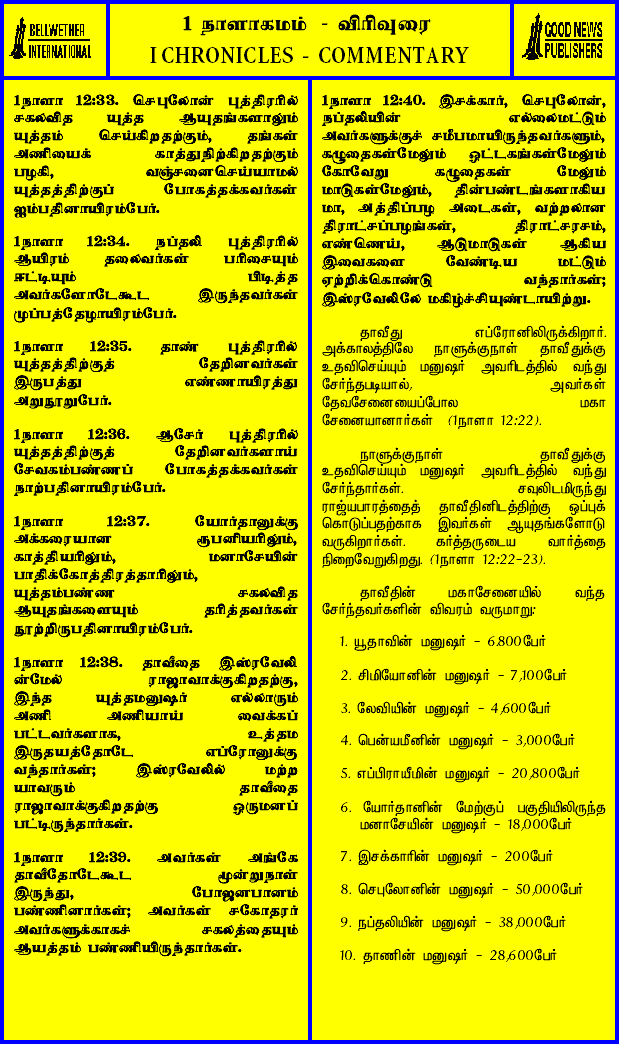 BELLWETHER
INTERNATIONAL
1 நாளாகமம் - விரிவுரை
I CHRONICLES - COMMENTARY
GOOD NEWS
PUBLISHERS
1நாளா 12:33. செபுலோன் புத்திரரில்
சகலவித யுத்த ஆயுதங்களாலும்
யுத்தம் செய்கிறதற்கும், தங்கள்
அணியைக் காத்துநிற்கிறதற்கும்
பழகி, வஞ்சனைசெய்யாமல்
யுத்தத்திற்குப் போகத்தக்கவர்கள்
ஐம்பதினாயிரம்பேர்.
1நாளா 12:34. நப்தலி புத்திரரில்
ஆயிரம் தலைவர்கள் பரிசையும்
ஈட்டியும் பிடித்த
அவர்களோடேகூட இருந்தவர்கள்
முப்பத்தேழாயிரம்பேர்.
1நாளா 12:35. தாண் புத்திரரில்
யுத்தத்திற்குத் தேறினவர்கள்
இருபத்து எண்ணாயிரத்து
அறுநூறுபேர்.
1நாளா 12:36. ஆசேர் புத்திரரில்
யுத்தத்திற்குத் தேறினவர்களாய்
சேவகம்பண்ணப் போகத்தக்கவர்கள்
நாற்பதினாயிரம்பேர்.
1நாளா 12:37. யோர்தானுக்கு
அக்கரையான ரூபனியரிலும்,
காத்தியரிலும், மனாசேயின்
பாதிக்கோத்திரத்தாரிலும்,
யுத்தம்பண்ண சகலவித
ஆயுதங்களையும் தரித்தவர்கள்
நூற்றிருபதினாயிரம்பேர்.
1நாளா 12:38. தாவீதை இஸ்ரவேலி
ன்மேல் ராஜாவாக்குகிறதற்கு,
இந்த யுத்தமனுஷர் எல்லாரும்
அணி அணியாய் வைக்கப்
பட்டவர்களாக, உத்தம
இருதயத்தோடே எப்ரோனுக்கு
வந்தார்கள்; இஸ்ரவேலில் மற்ற
யாவரும் தாவீதை
ராஜாவாக்குகிறதற்கு ஒருமனப்
பட்டிருந்தார்கள்.
1நாளா 12:39. அவர்கள் அங்கே
தாவீதோடேகூட மூன்றுநாள்
இருந்து, போஜனபானம்
பண்ணினார்கள்; அவர்கள் சகோதரர்
அவர்களுக்காகச் சகலத்தையும்
ஆயத்தம் பண்ணியிருந்தார்கள்.
1நாளா 12:40. இசக்கார், செபுலோன்,
நப்தலியின் எல்லைமட்டும்
அவர்களுக்குச் சமீபமாயிருந்தவர்களும்,
கழுதைகள்மேலும் ஒட்டகங்கள்மேலும்
கோவேறு கழுதைகள் மேலும்
மாடுகள்மேலும், தின்பண்டங்களாகிய
மா, அத்திப்பழ அடைகள், வற்றலான
திராட்சப்பழங்கள், திராட்சரசம்,
எண்ணெய், ஆடுமாடுகள் ஆகிய
இவைகளை வேண்டிய மட்டும்
ஏற்றிக்கொண்டு வந்தார்கள்;
இஸ்ரவேலிலே மகிழ்ச்சியுண்டாயிற்று.
தாவீது எப்ரோனிலிருக்கிறார்.
அக்காலத்திலே நாளுக்குநாள் தாவீதுக்கு
உதவிசெய்யும் மனுஷர் அவரிடத்தில் வந்து
சேர்ந்தபடியால், அவர்கள்
தேவசேனையைப்போல மகா
சேனையானார்கள் (1நாளா 12:22).
நாளுக்குநாள் தாவீதுக்கு
உதவிசெய்யும் மனுஷர் அவரிடத்தில் வந்து
சேர்ந்தார்கள். சவுலிடமிருந்து
ராஜ்யபாரத்தைத் தாவீதினிடத்திற்கு ஒப்புக்
கொடுப்பதற்காக இவர்கள் ஆயுதங்களோடு
வருகிறார்கள். கர்த்தருடைய வார்த்தை
நிறைவேறுகிறது. (1நாளா 12:22-23).
தாவீதின் மகாசேனையில் வந்த
சேர்ந்தவர்களின் விவரம் வருமாறு:
1. யூதாவின் மனுஷர் - 6,800பேர்
2. சிமியோனின் மனுஷர் - 7,100பேர்
3. லேவியின் மனுஷர் - 4,600பேர்
4. பென்யமீனின் மனுஷர் - 3,000பேர்
5. எப்பிராயீமின் மனுஷர் - 20,800பேர்
6. யோர்தானின் மேற்குப் பகுதியிலிருந்த
மனாசேயின் மனுஷர் - 18,000பேர்
7. இசக்காரின் மனுஷர் - 200பேர்
8. செபுலோனின் மனுஷர் - 50,000பேர்
9. நப்தலியின் மனுஷர் - 38,000பேர்
10. தாணின் மனுஷர் - 28,600பேர்